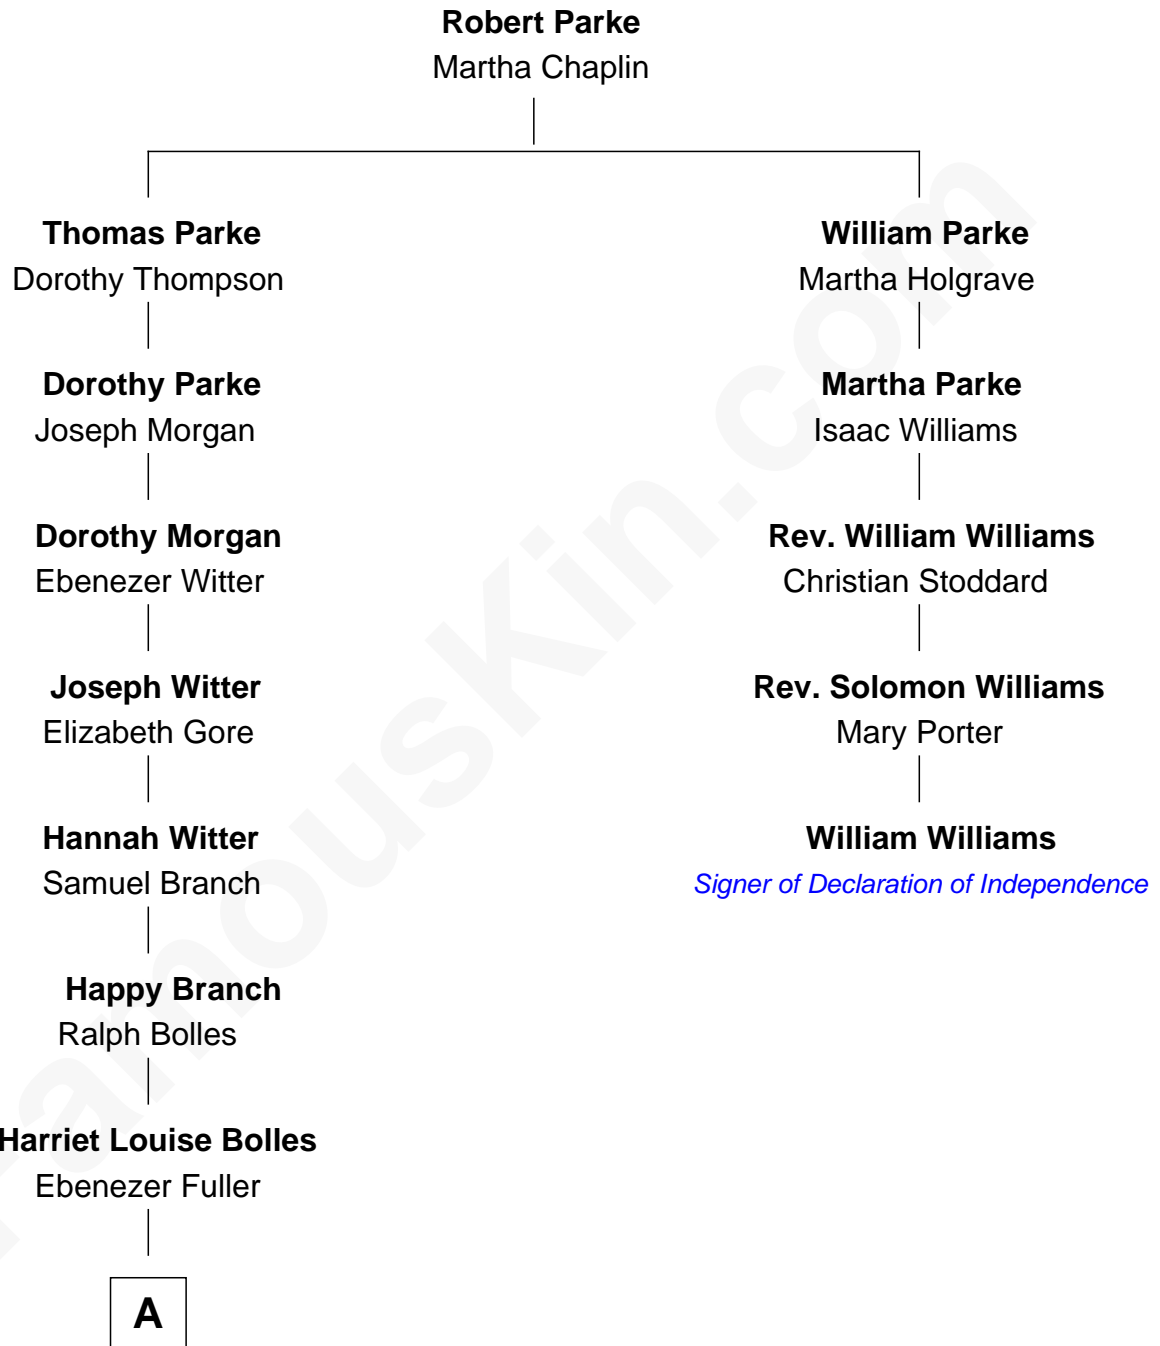 Robert Parke
Martha Chaplin
Thomas Parke
Dorothy Thompson
William Parke
Martha Holgrave
Dorothy Parke
Joseph Morgan
Martha Parke
Isaac Williams
Dorothy Morgan
Ebenezer Witter
Rev. William Williams
Christian Stoddard
Joseph Witter
Elizabeth Gore
Rev. Solomon Williams
Mary Porter
Hannah Witter
Samuel Branch
William Williams
Signer of Declaration of Independence
Happy Branch
Ralph Bolles
Harriet Louise Bolles
Ebenezer Fuller
A
FamousKin.com